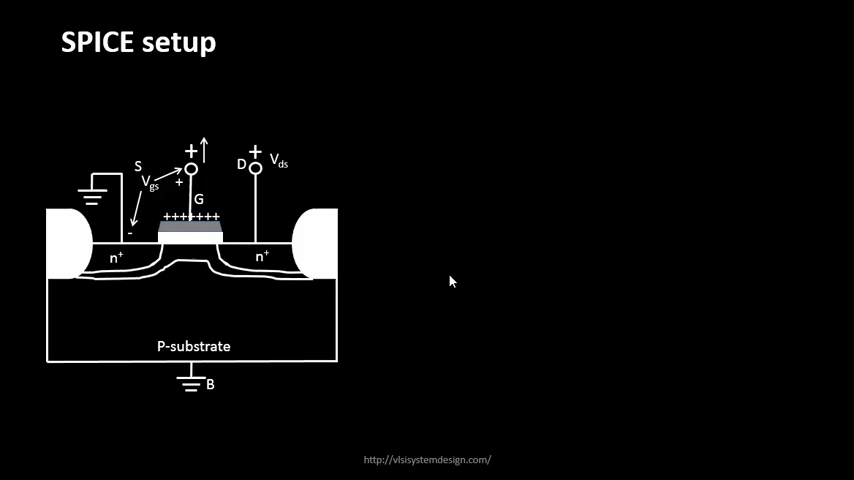 SPICE setup
+ +
S D Vds
Vgs
+
G
+++++++
-
n+ n+
P-substrate
B
http://vlsisystemdesign.com/